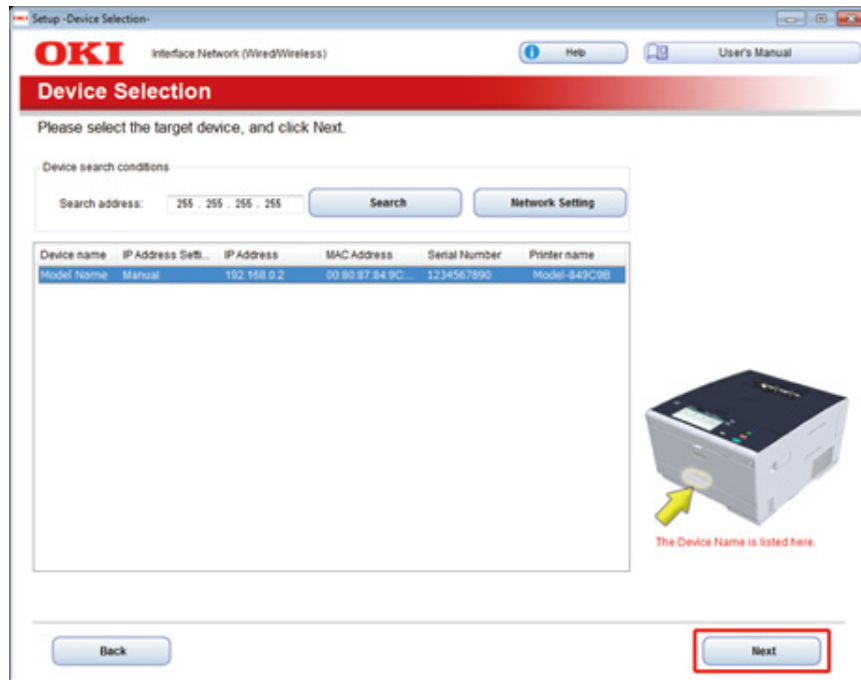 Setup -Device Selection-
OKI Interface:Network (Wired/Wireless) Help User's Manual
Device Selection
Please select the target device, and click Next.
Device search conditions
Search address: 255 . 255 . 255 . 255 Search Network Setting
Device name IP Address Setti... IP Address MAC Address Serial Number Printer name
Model Name Manual 192.168.0.2 00:80:87:84:9C:... 1234567890 Model-849C9B
The Device Name is listed here.
Back Next